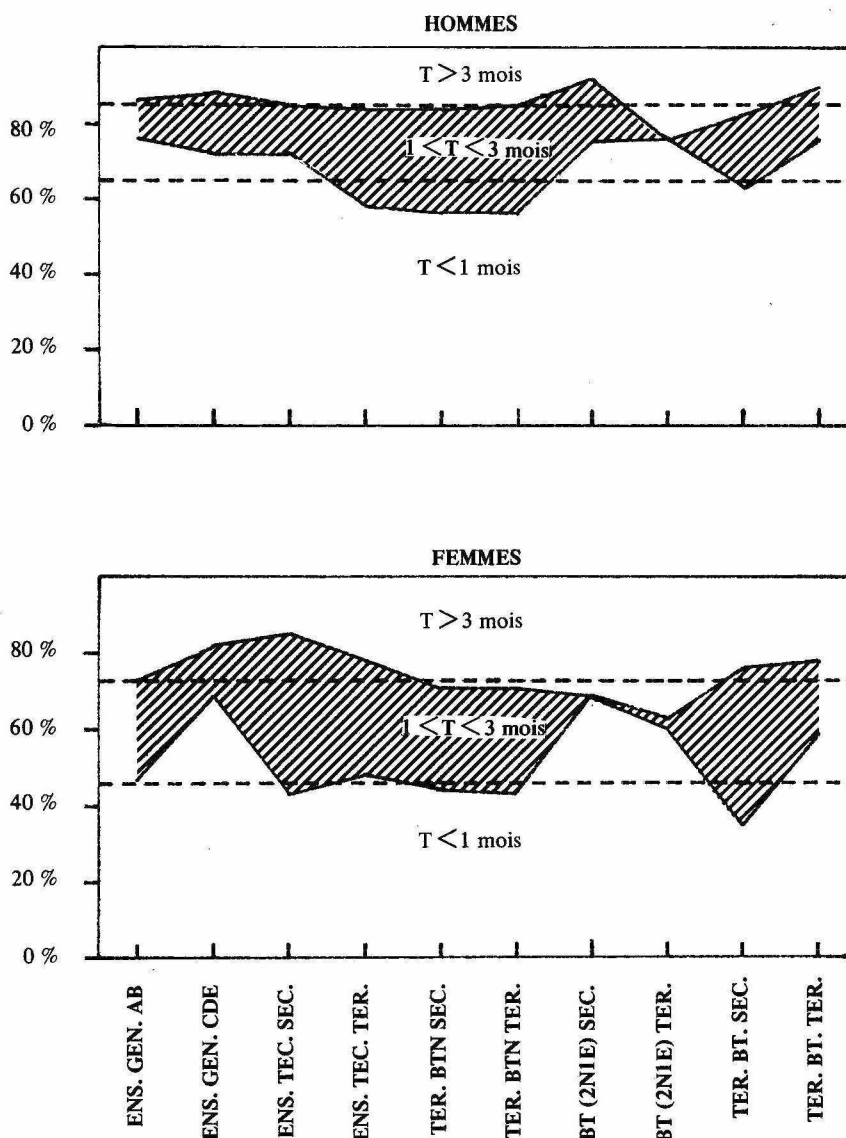 HOMMES
T > 3 mois
80 %
1 < T < 3 mois
60 %
40 %
T < 1 mois
20 %
0 %
FEMMES
T > 3 mois
80 %
60 %
1 < T < 3 mois
40 %
T < 1 mois
20 %
0 %
ENS. GEN. AB
ENS. GEN. CDE
ENS. TEC. SEC.
ENS. TEC. TER.
TER. BTN SEC.
TER. BTN TER.
BT (2N1E) SEC.
BT (2N1E) TER.
TER. BT. SEC.
TER. BT. TER.